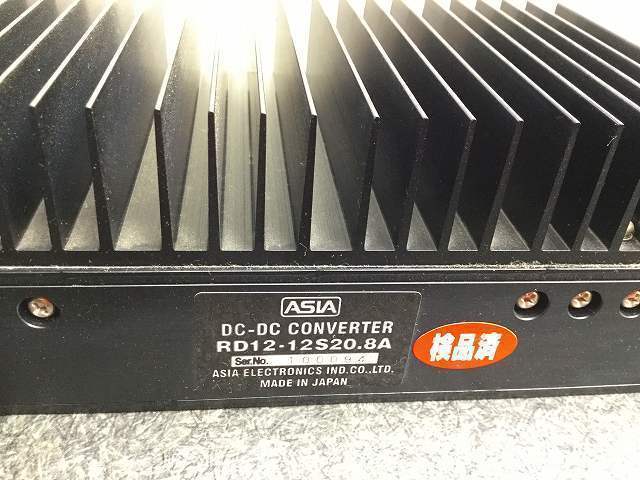 ASIA
DC-DC CONVERTER
RD12-12S20.8A
Ser.No. 100094
ASIA ELECTRONICS IND.CO.,LTD.
MADE IN JAPAN
検品済